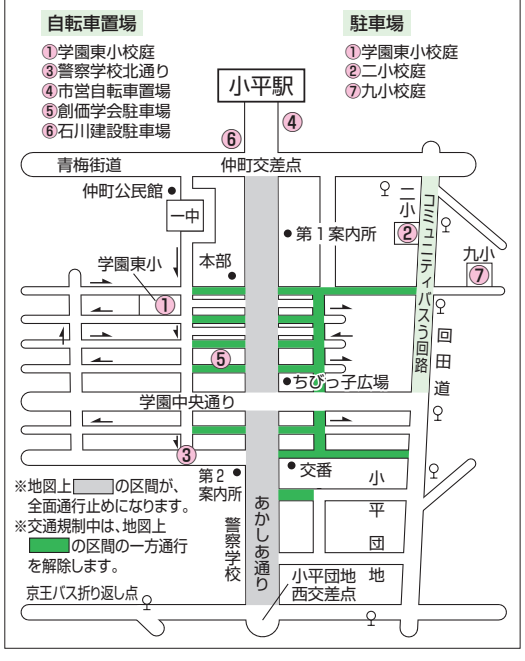 自転車置場
①学園東小校庭
③警察学校北通り
④市営自転車置場
⑤創価学会駐車場
⑥石川建設駐車場
駐車場
①学園東小校庭
②二小校庭
⑦九小校庭
小平駅
⑥
④
青梅街道
仲町交差点
仲町公民館
一中
第1案内所
二小
②
コミュニティバスう回路
九小
⑦
学園東小
本部
①
回田道
⑤
ちびっ子広場
学園中央通り
③
第2
案内所
交番
小平団地
※地図上 の区間が、
全面通行止めになります。
※交通規制中は、地図上
の区間の一方通行
を解除します。
警察学校
あかしあ通り
小平団地
西交差点
京王バス折り返し点